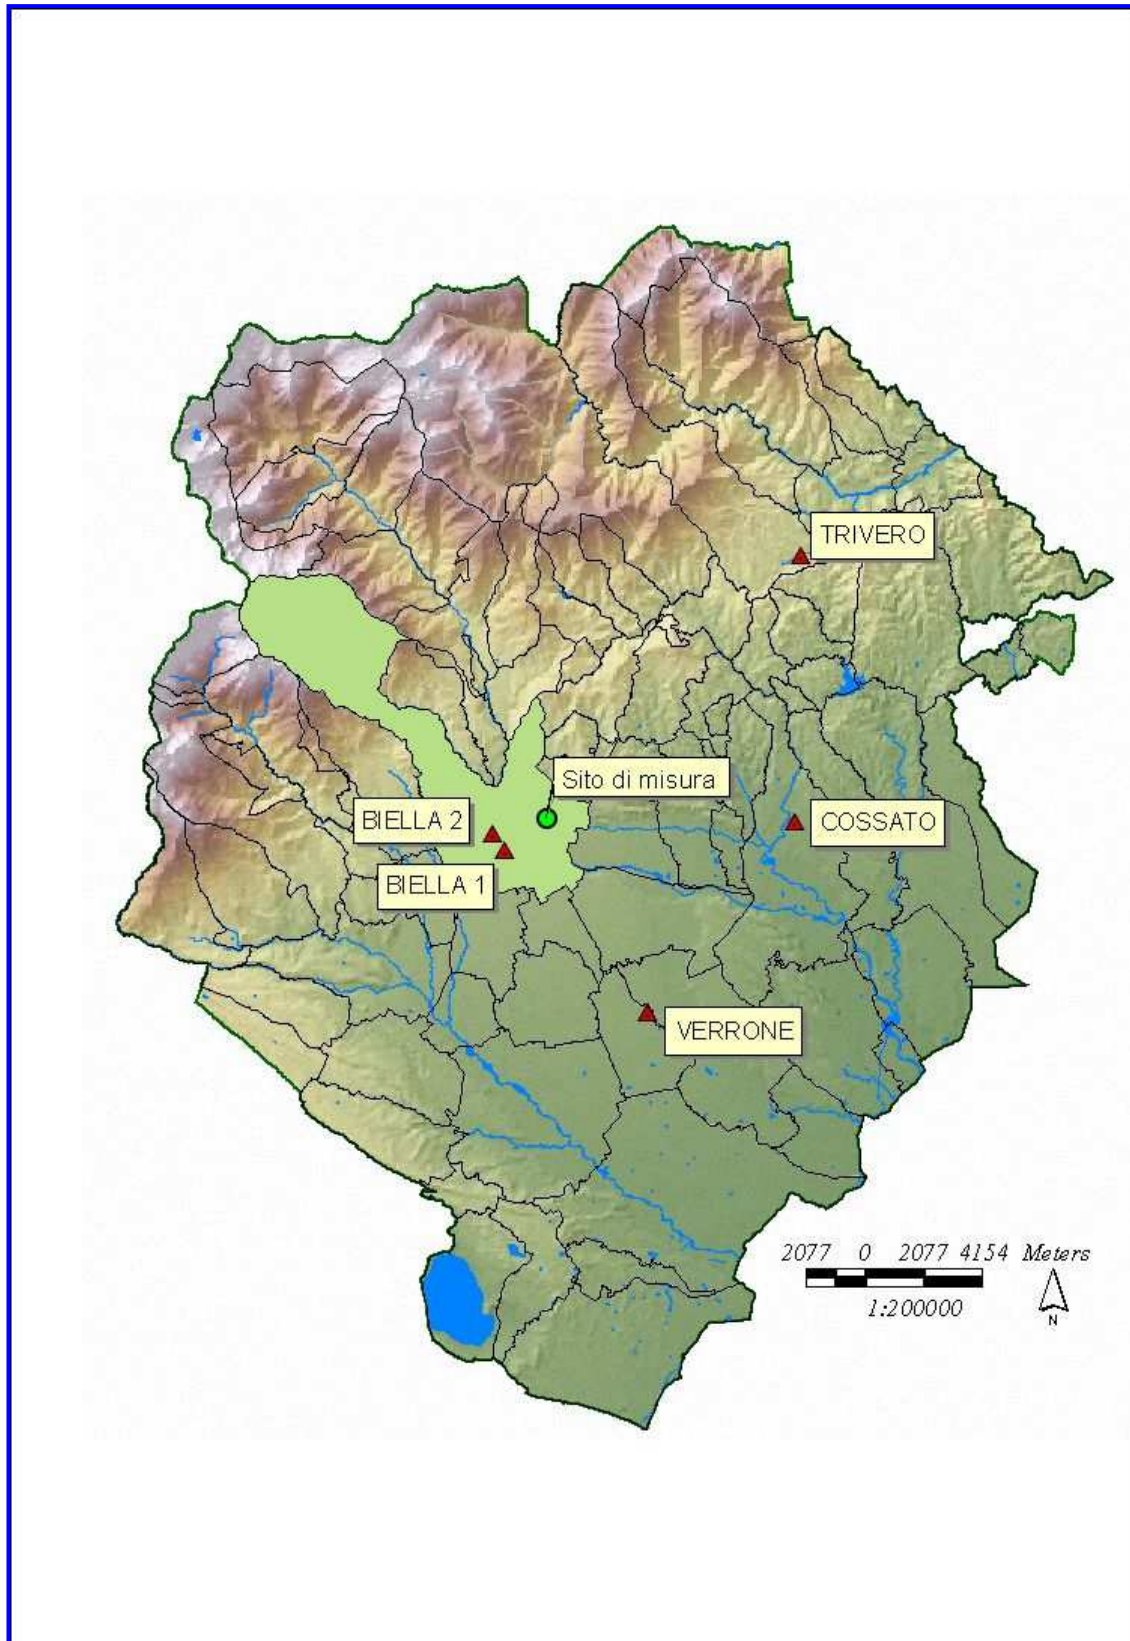 TRIVERO
Sito di misura
BIELLA 2
COSSATO
BIELLA 1
VERRONE
2077 0 2077 4154 Meters
1:200000
N